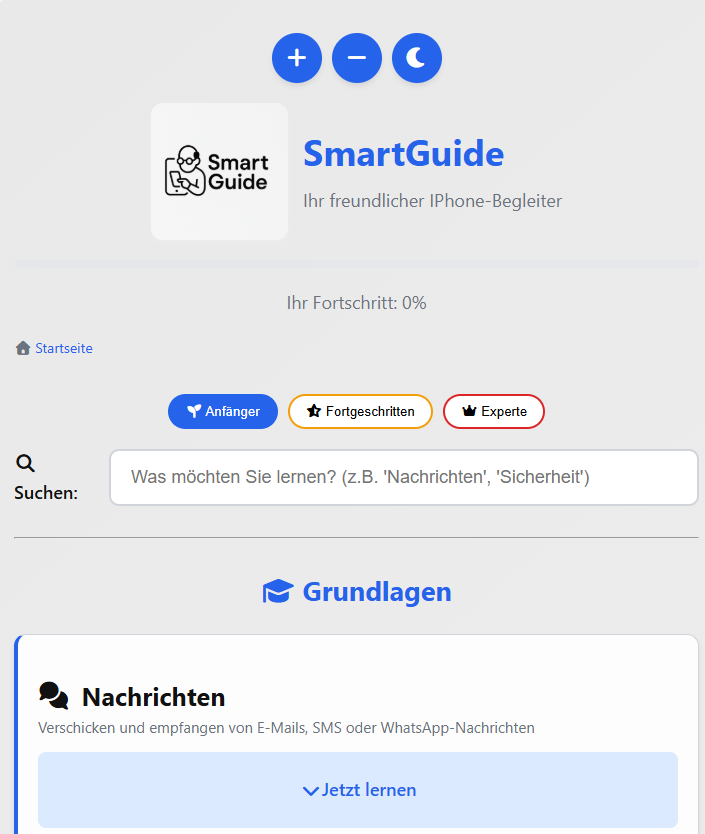 Smart
Guide
SmartGuide
Ihr freundlicher IPhone-Begleiter
Ihr Fortschritt: 0%
Startseite
Anfänger Fortgeschritten Experte
Suchen:
Was möchten Sie lernen? (z.B. 'Nachrichten', 'Sicherheit')
Grundlagen
Nachrichten
Verschicken und empfangen von E-Mails, SMS oder WhatsApp-Nachrichten
Jetzt lernen